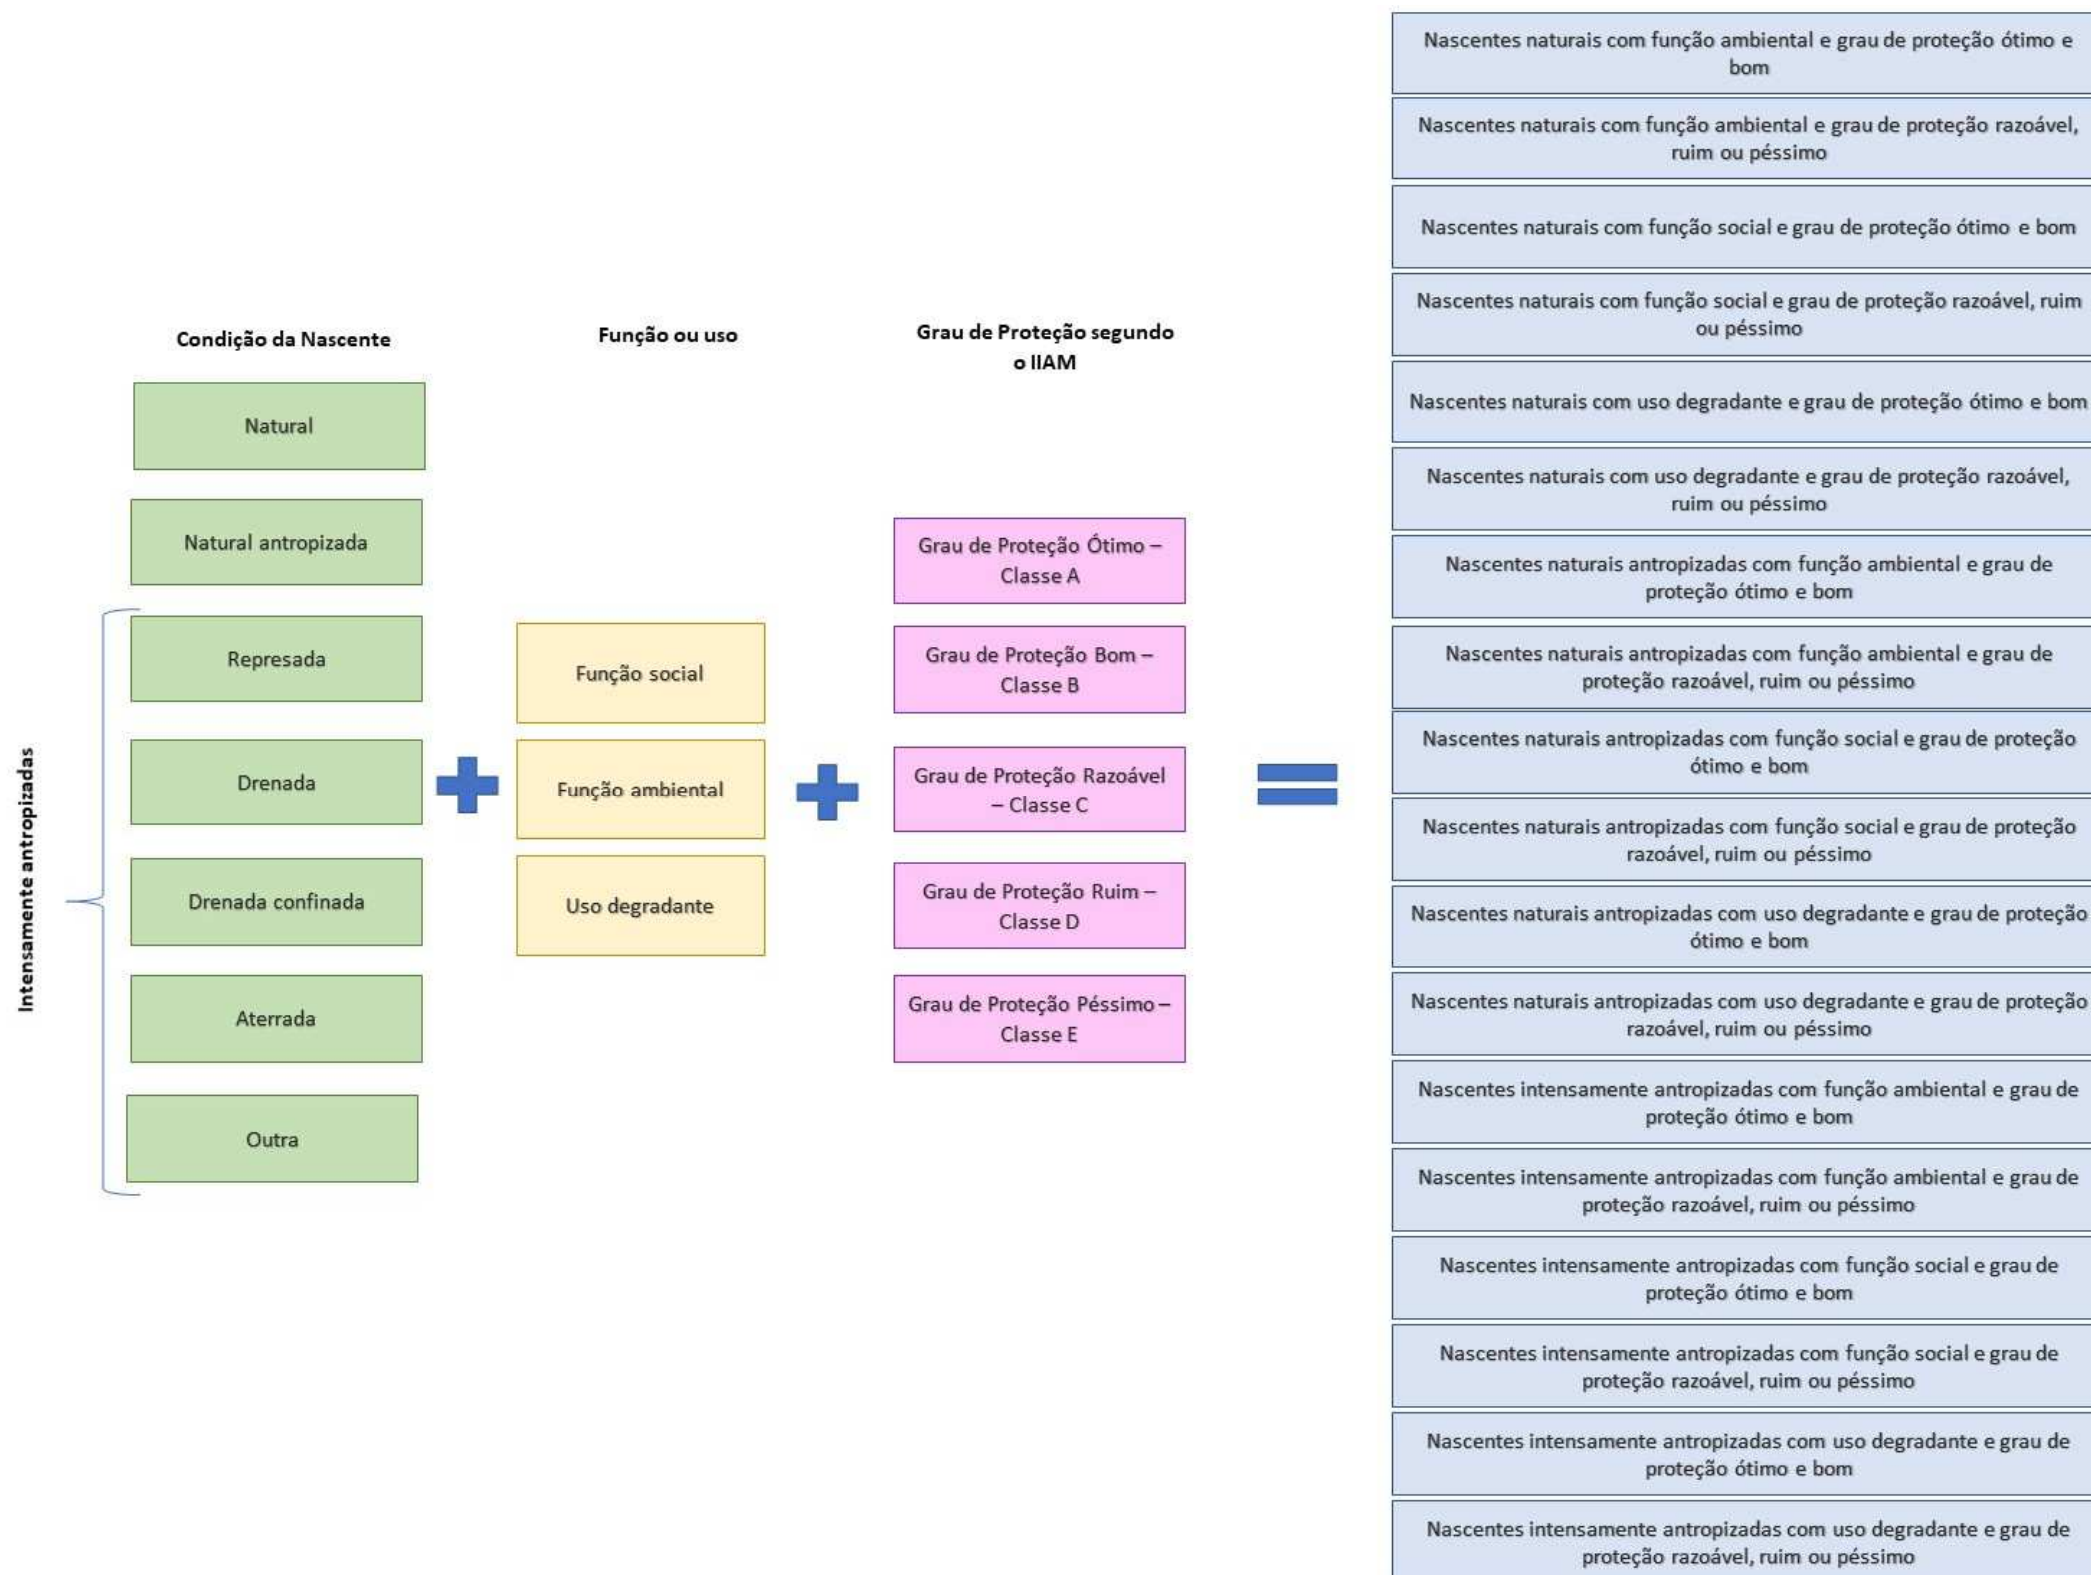 Intensamente antropizadas
Condição da Nascente
Natural
Natural antropizada
Represada
Drenada
Drenada confinada
Aterrada
Outra
Função ou uso
Função social
Função ambiental
Uso degradante
Grau de Proteção segundo
o IIAM
Grau de Proteção Ótimo –
Classe A
Grau de Proteção Bom –
Classe B
Grau de Proteção Razoável
– Classe C
Grau de Proteção Ruim –
Classe D
Grau de Proteção Péssimo –
Classe E
Nascentes naturais com função ambiental e grau de proteção ótimo e
bom
Nascentes naturais com função ambiental e grau de proteção razoável,
ruim ou péssimo
Nascentes naturais com função social e grau de proteção ótimo e bom
Nascentes naturais com função social e grau de proteção razoável, ruim
ou péssimo
Nascentes naturais com uso degradante e grau de proteção ótimo e bom
Nascentes naturais com uso degradante e grau de proteção razoável,
ruim ou péssimo
Nascentes naturais antropizadas com função ambiental e grau de
proteção ótimo e bom
Nascentes naturais antropizadas com função ambiental e grau de
proteção razoável, ruim ou péssimo
Nascentes naturais antropizadas com função social e grau de proteção
ótimo e bom
Nascentes naturais antropizadas com função social e grau de proteção
razoável, ruim ou péssimo
Nascentes naturais antropizadas com uso degradante e grau de proteção
ótimo e bom
Nascentes naturais antropizadas com uso degradante e grau de proteção
razoável, ruim ou péssimo
Nascentes intensamente antropizadas com função ambiental e grau de
proteção ótimo e bom
Nascentes intensamente antropizadas com função ambiental e grau de
proteção razoável, ruim ou péssimo
Nascentes intensamente antropizadas com função social e grau de
proteção ótimo e bom
Nascentes intensamente antropizadas com função social e grau de
proteção razoável, ruim ou péssimo
Nascentes intensamente antropizadas com uso degradante e grau de
proteção ótimo e bom
Nascentes intensamente antropizadas com uso degradante e grau de
proteção razoável, ruim ou péssimo